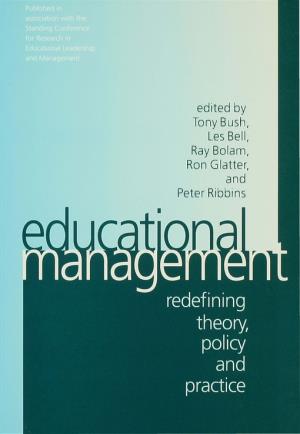 Published in
association with the
Standing Conference
for Research in
Educational Leadership
and Management
edited by
Tony Bush,
Les Bell,
Ray Bolam,
Ron Glatter,
and
Peter Ribbins
educational
management
redefining
theory,
policy
and
practice